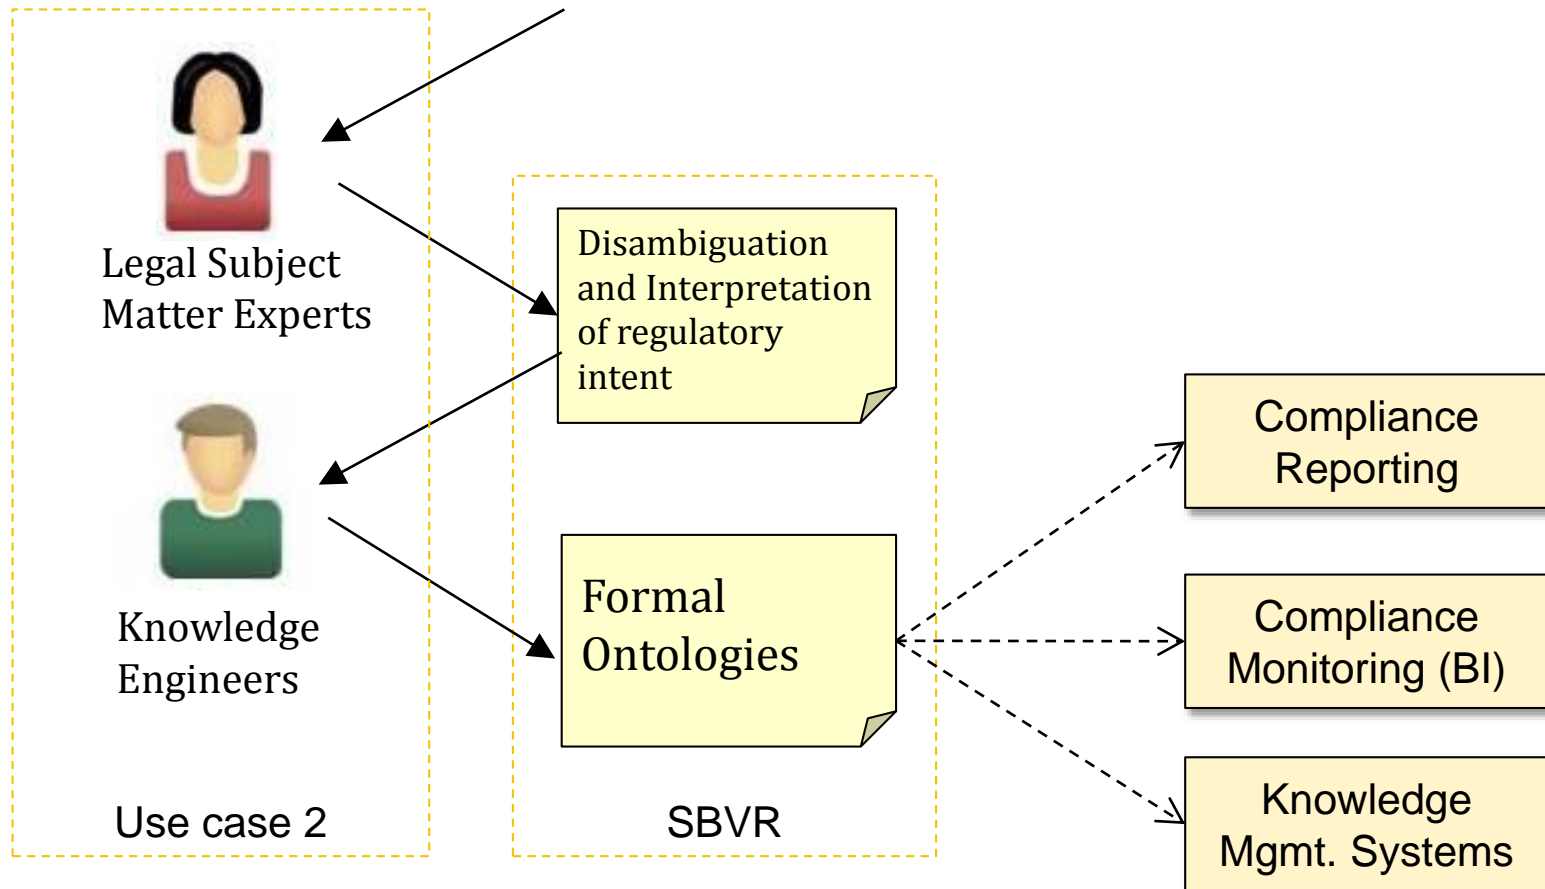 Legal Subject
Matter Experts
Disambiguation
and Interpretation
of regulatory
intent
Knowledge
Engineers
Formal
Ontologies
Compliance
Reporting
Compliance
Monitoring (BI)
Knowledge
Mgmt. Systems
Use case 2
SBVR